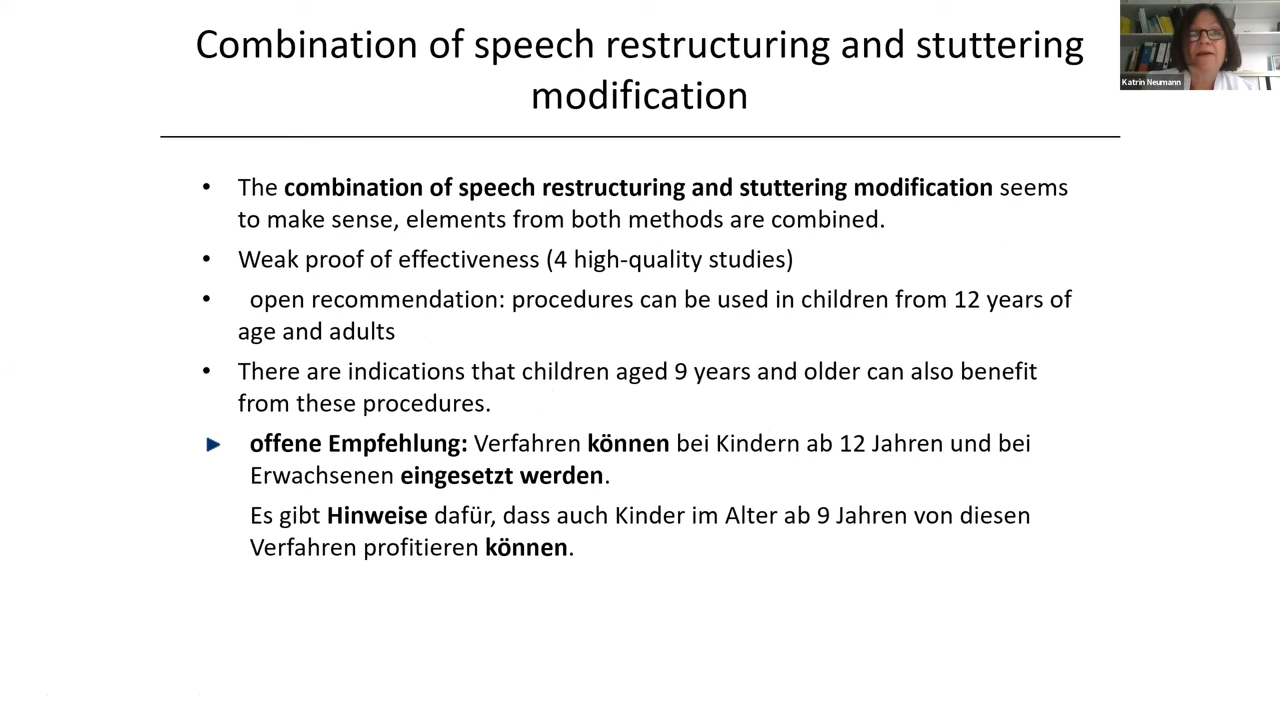 Combination of speech restructuring and stuttering
modification
Katrin Neumann
• The combination of speech restructuring and stuttering modification seems
to make sense, elements from both methods are combined.
• Weak proof of effectiveness (4 high-quality studies)
• open recommendation: procedures can be used in children from 12 years of
age and adults
• There are indications that children aged 9 years and older can also benefit
from these procedures.
offene Empfehlung: Verfahren können bei Kindern ab 12 Jahren und bei
Erwachsenen eingesetzt werden.
Es gibt Hinweise dafür, dass auch Kinder im Alter ab 9 Jahren von diesen
Verfahren profitieren können.